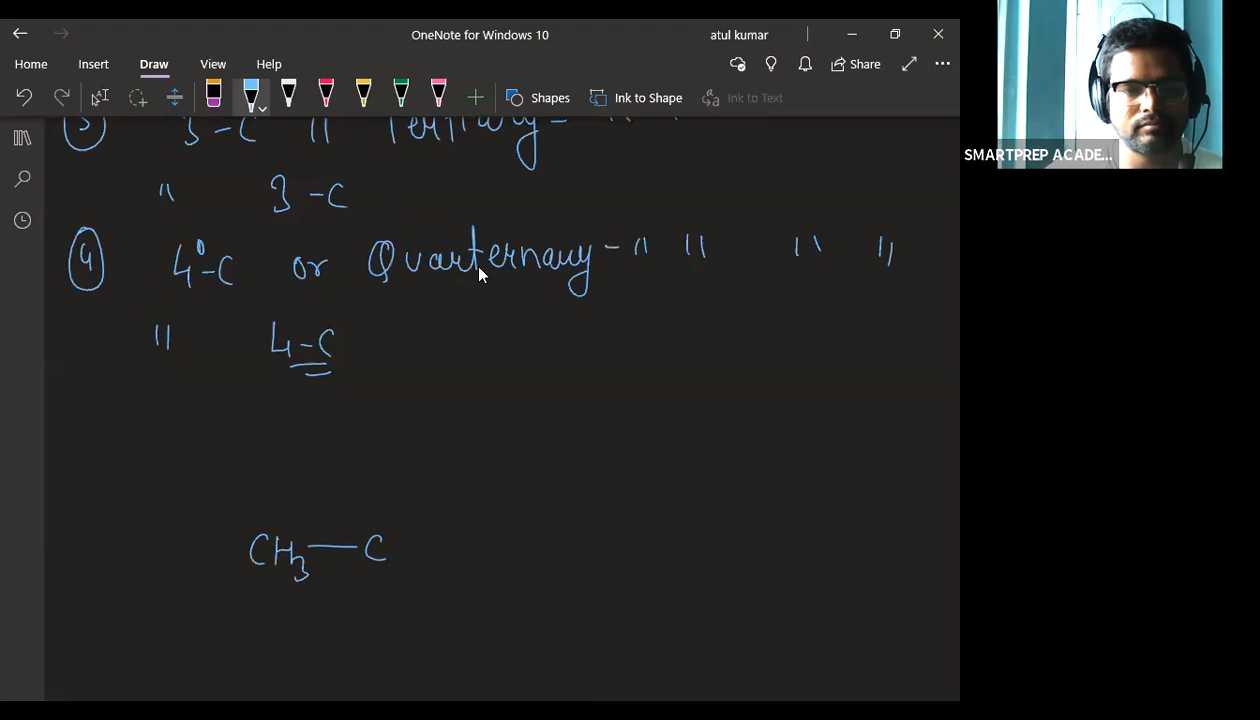 OneNote for Windows 10
atul kumar
Home Insert Draw View Help
Share
Shapes
Ink to Shape
Ink to Text
SMARTPREP ACADE...
3 3 -C " Tertiary - "
" 3 -C
4 4° -C or Quarternary - " " " "
" 4 -C
CH3 — C